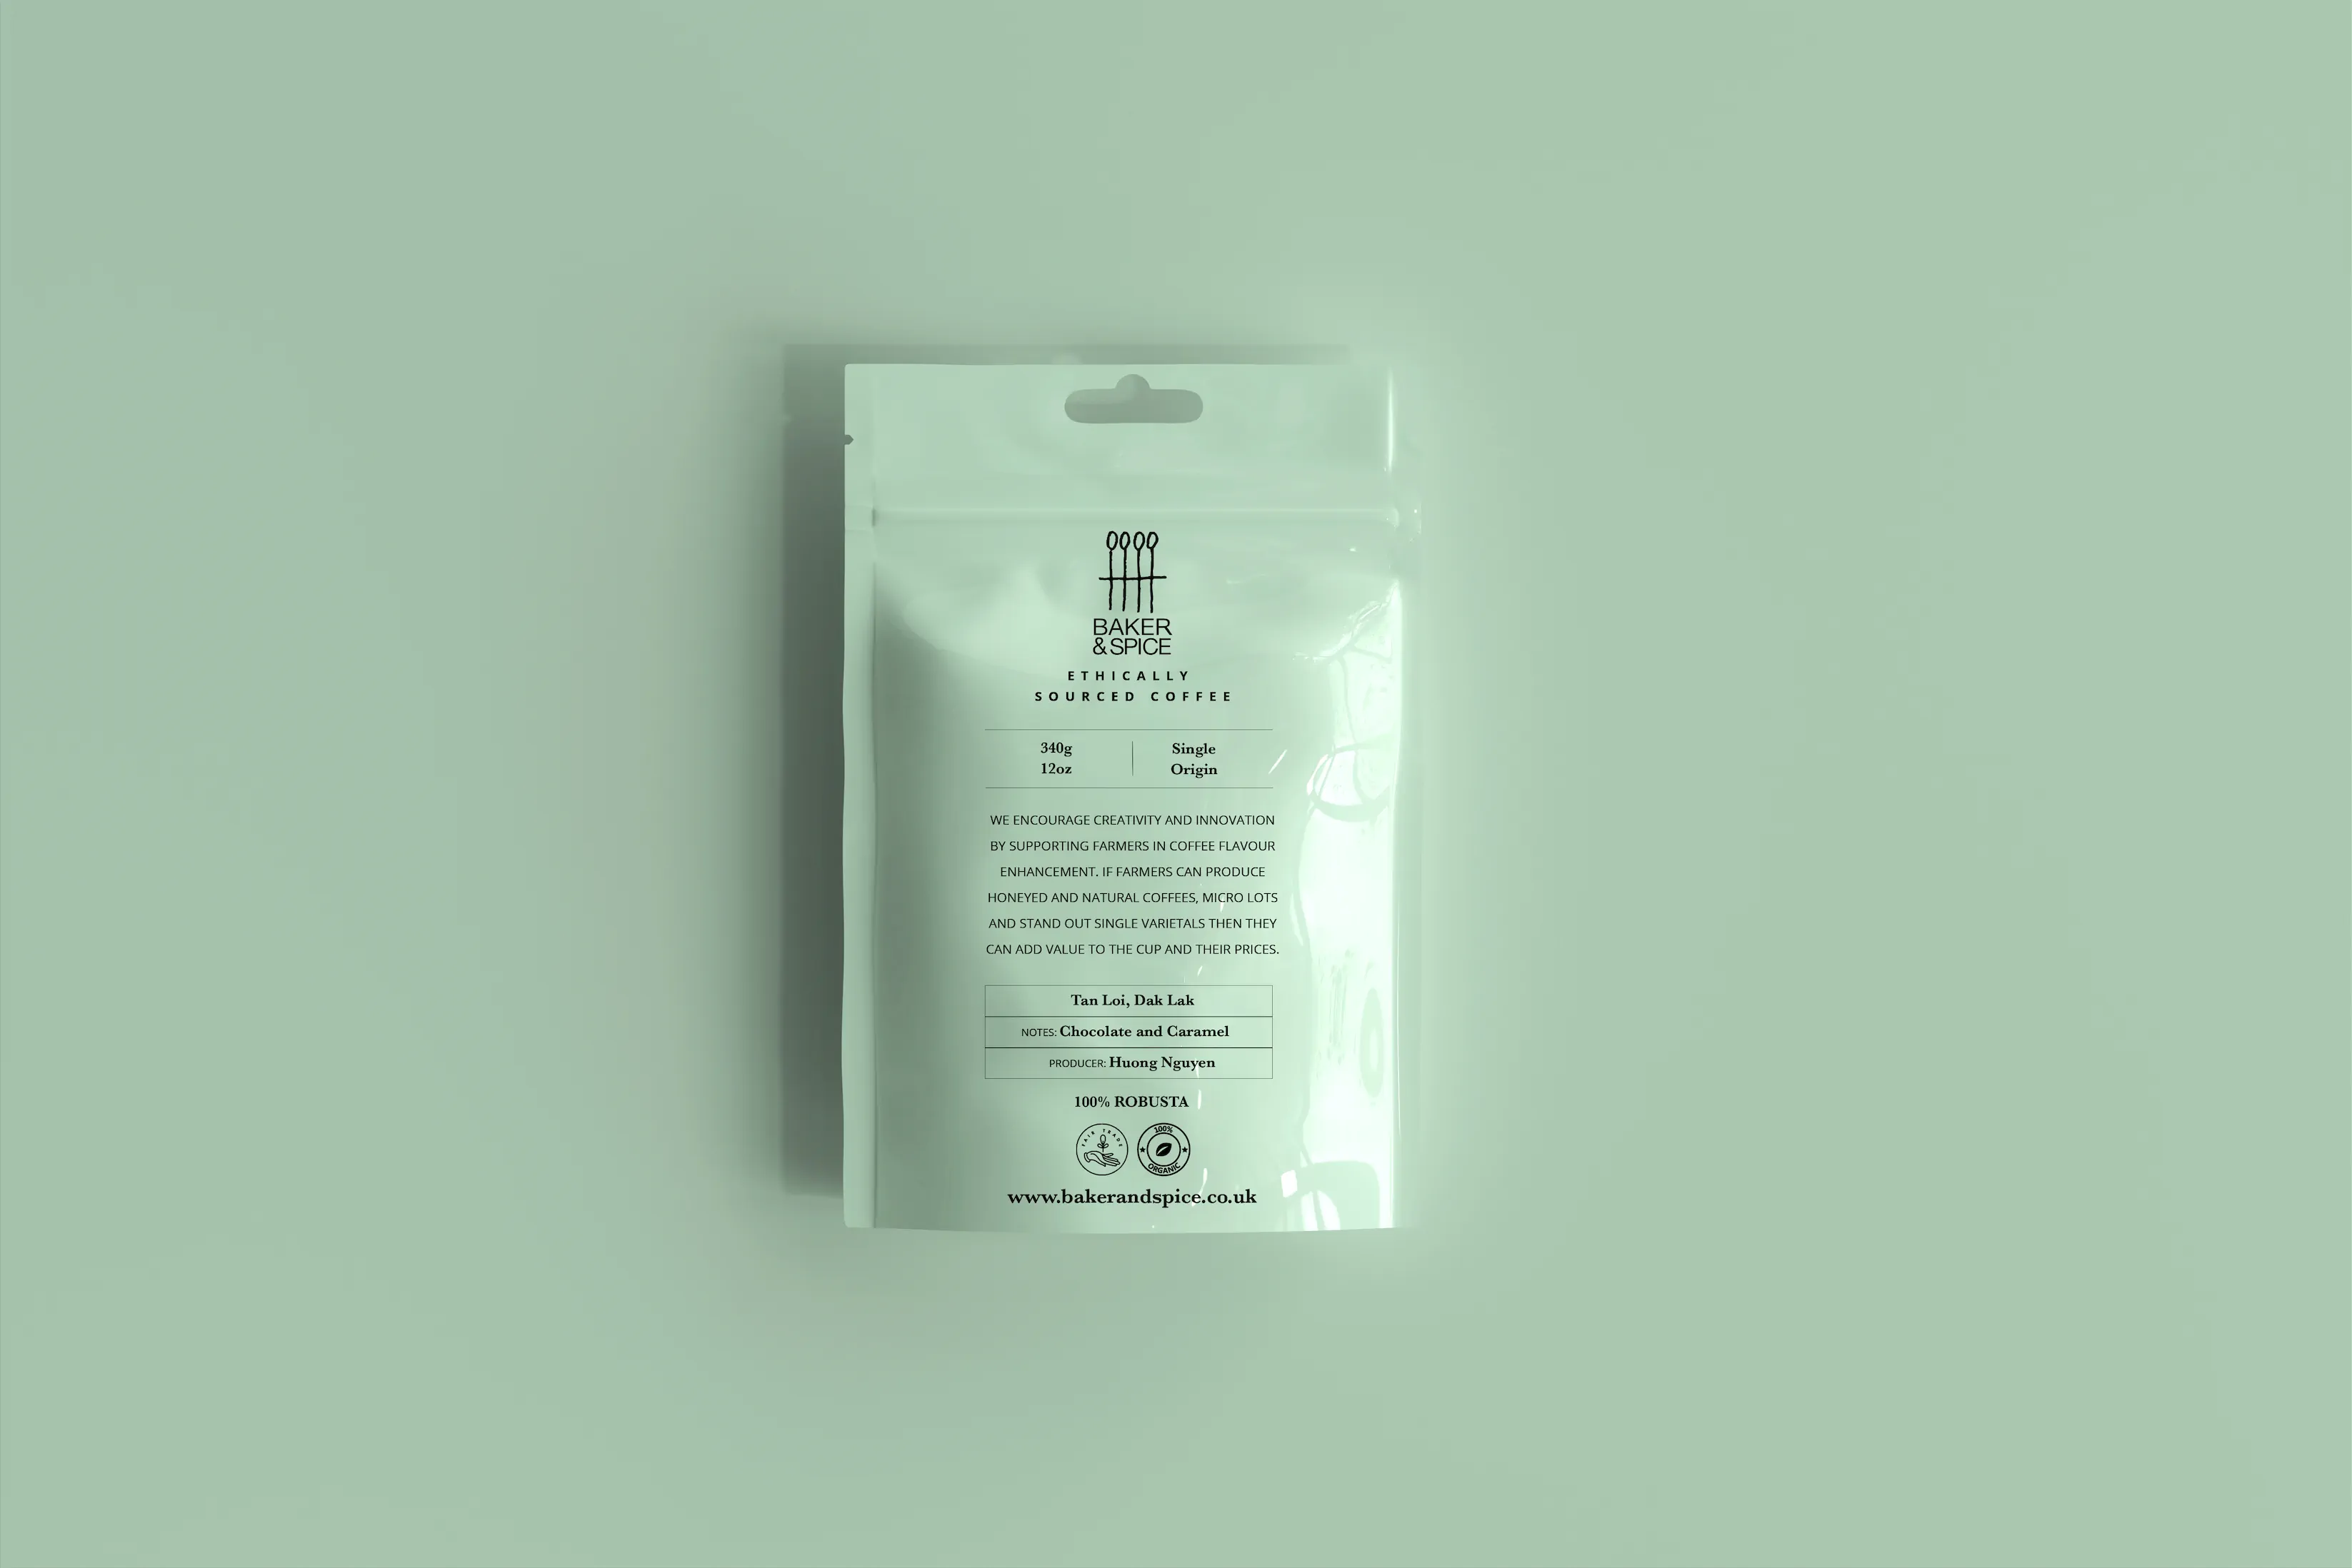 BAKER
& SPICE
ETHICALLY
SOURCED COFFEE
340g
12oz
Single
Origin
WE ENCOURAGE CREATIVITY AND INNOVATION
BY SUPPORTING FARMERS IN COFFEE FLAVOUR
ENHANCEMENT. IF FARMERS CAN PRODUCE
HONEYED AND NATURAL COFFEES, MICRO LOTS
AND STAND OUT SINGLE VARIETALS THEN THEY
CAN ADD VALUE TO THE CUP AND THEIR PRICES.
Tan Loi, Dak Lak
NOTES: Chocolate and Caramel
PRODUCER: Huong Nguyen
100% ROBUSTA
FAIR TRADE
100%
ORGANIC
www.bakerandspice.co.uk